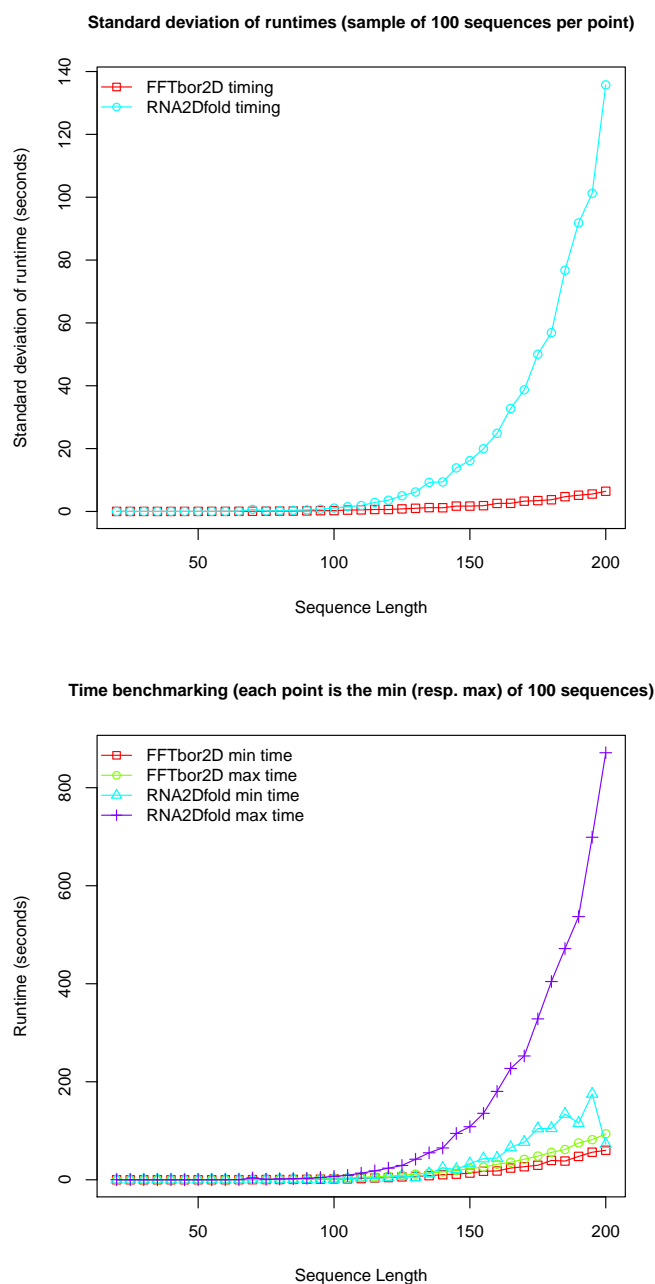 Standard deviation of runtimes (sample of 100 sequences per point)
140
120
100
80
60
40
20
0
Standard deviation of runtime (seconds)
FFTbor2D timing
RNA2Dfold timing
50 100 150 200
Sequence Length
Time benchmarking (each point is the min (resp. max) of 100 sequences)
800
600
400
200
0
Runtime (seconds)
FFTbor2D min time
FFTbor2D max time
RNA2Dfold min time
RNA2Dfold max time
50 100 150 200
Sequence Length